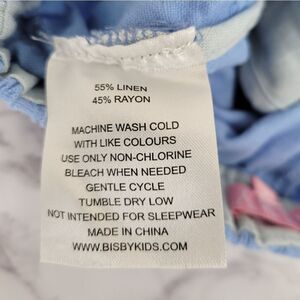 55% LINEN
45% RAYON
MACHINE WASH COLD
WITH LIKE COLOURS
USE ONLY NON-CHLORINE
BLEACH WHEN NEEDED
GENTLE CYCLE
TUMBLE DRY LOW
NOT INTENDED FOR SLEEPWEAR
MADE IN CHINA
WWW.BISBYKIDS.COM